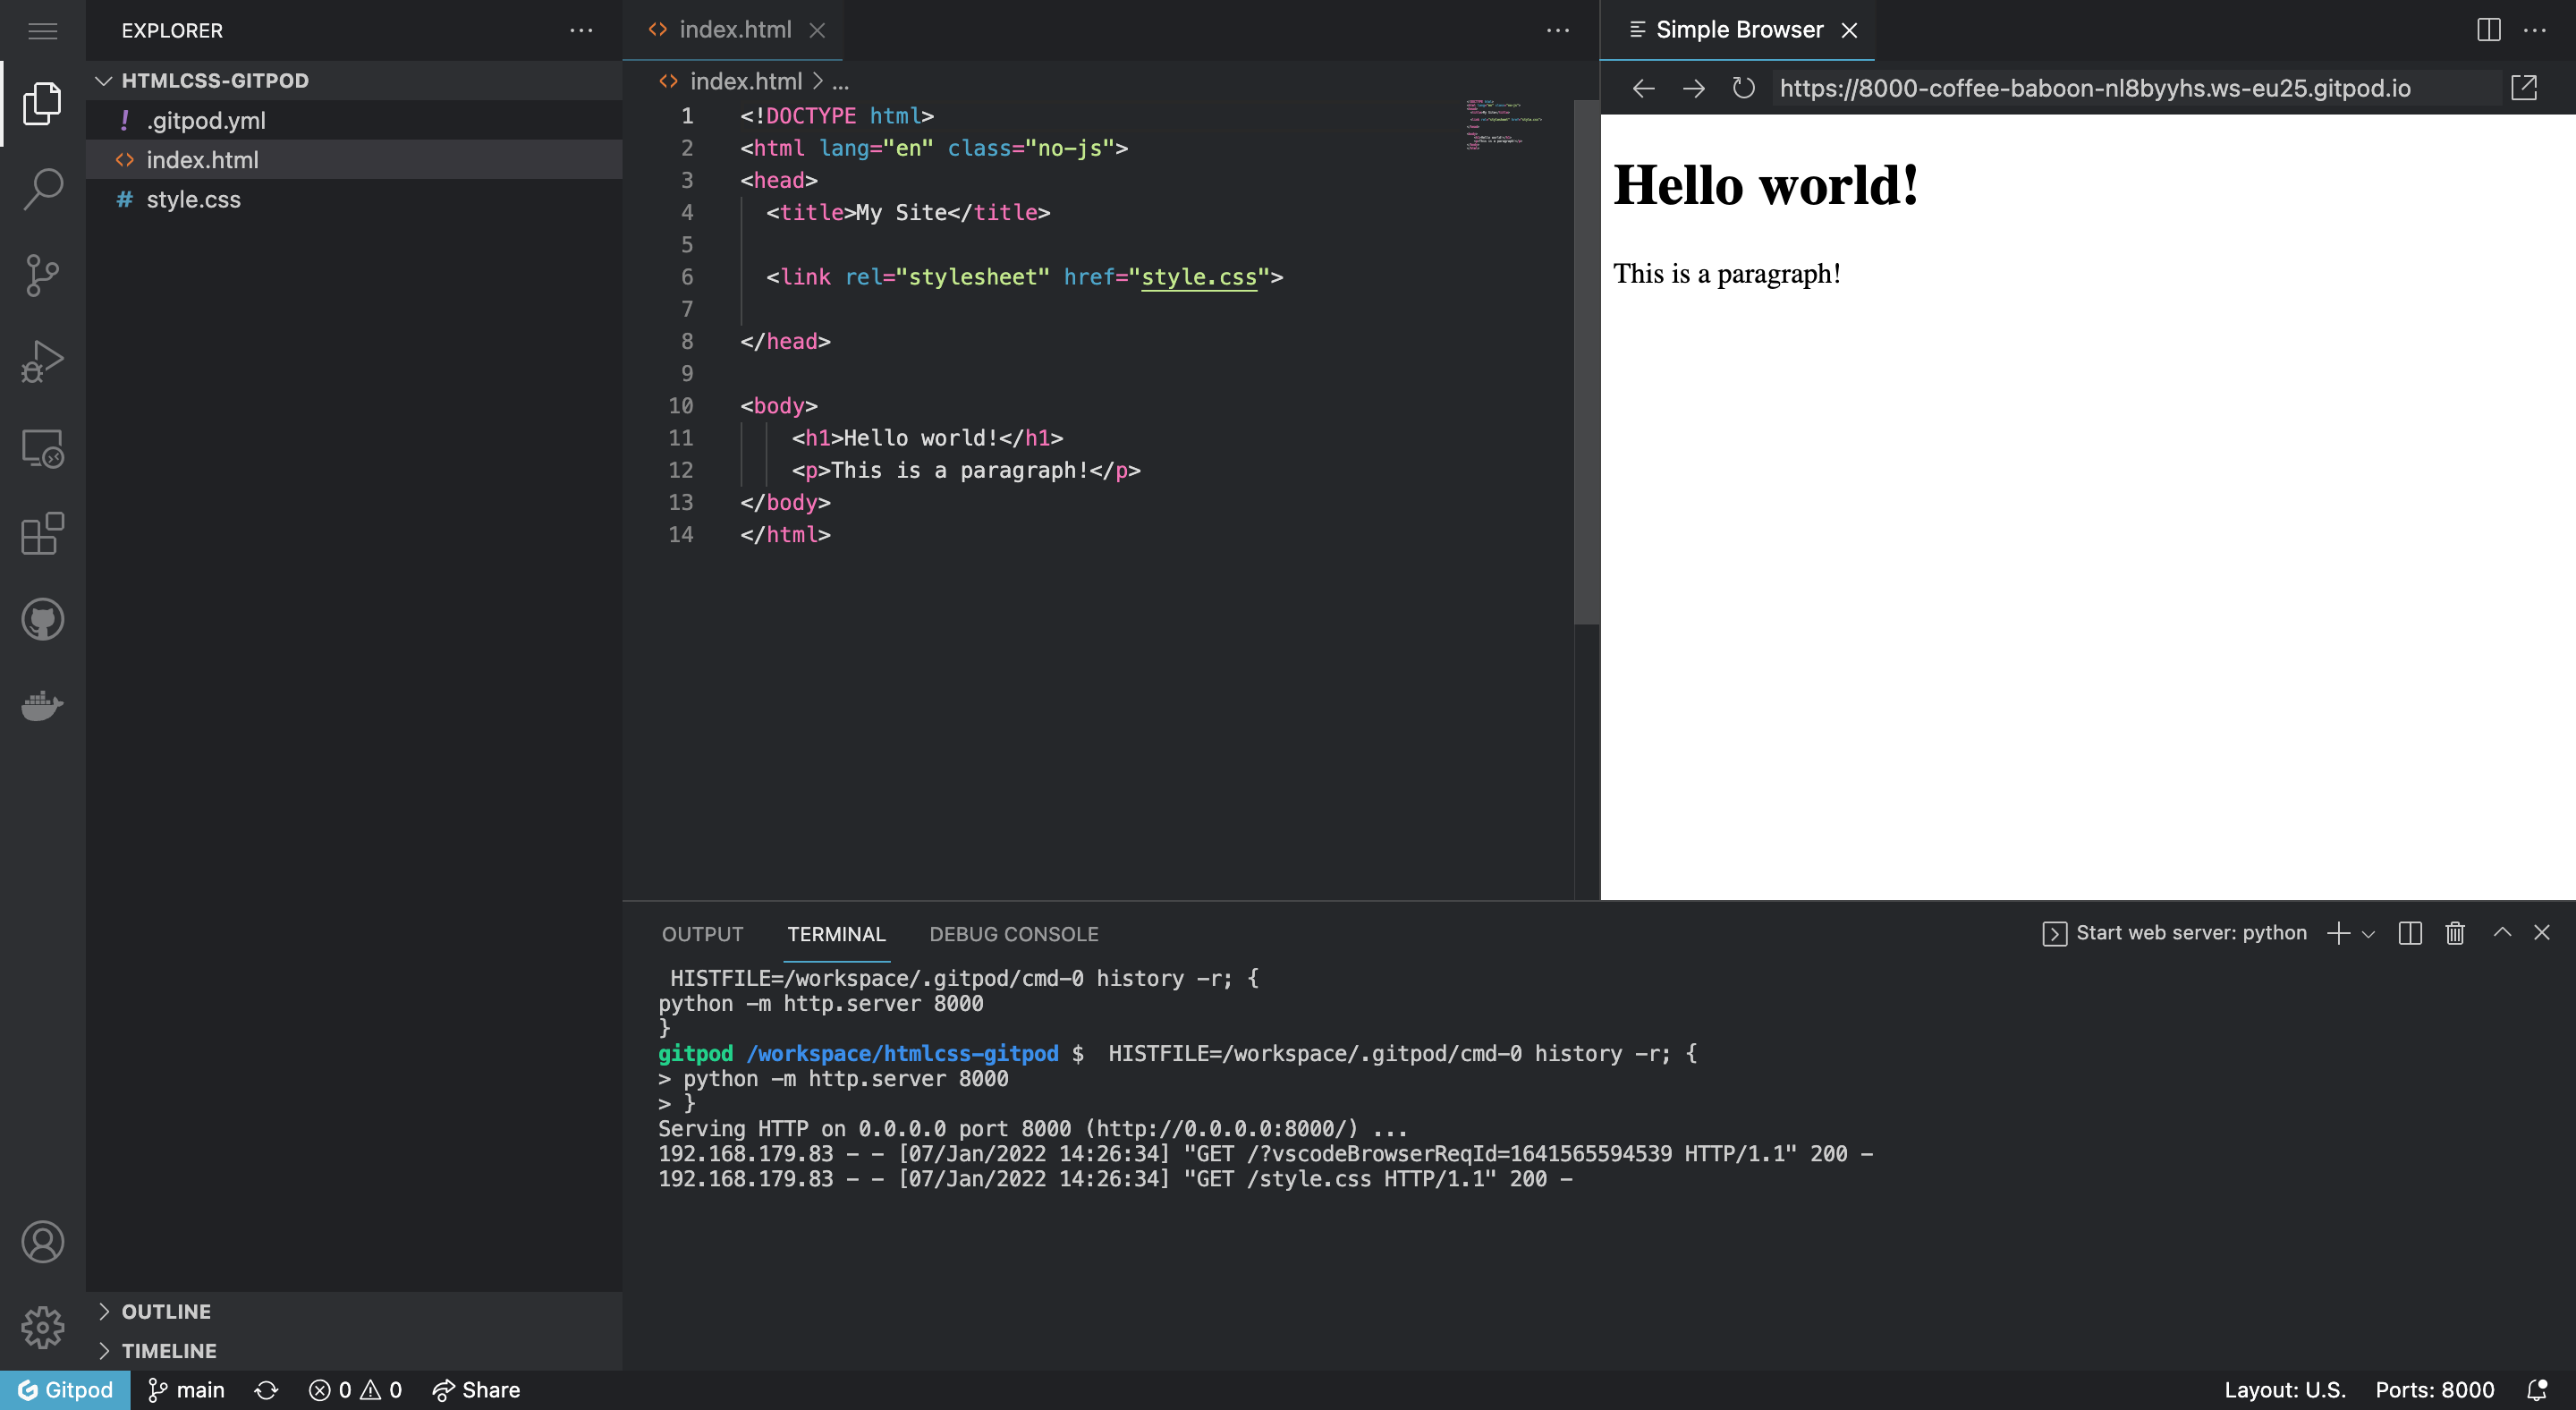 EXPLORER
HTMLCSS-GITPOD
! .gitpod.yml
<> index.html
# style.css
OUTLINE
TIMELINE
<> index.html
<> index.html > ...
1 <!DOCTYPE html>
2 <html lang="en" class="no-js">
3 <head>
4 <title>My Site</title>
5
6 <link rel="stylesheet" href="style.css">
7
8 </head>
9
10 <body>
11 <h1>Hello world!</h1>
12 <p>This is a paragraph!</p>
13 </body>
14 </html>
Simple Browser
https://8000-coffee-baboon-nl8byyhs.ws-eu25.gitpod.io
Hello world!
This is a paragraph!
OUTPUT TERMINAL DEBUG CONSOLE
Start web server: python
HISTFILE=/workspace/.gitpod/cmd-0 history -r; {
python -m http.server 8000
}
gitpod /workspace/htmlcss-gitpod $  HISTFILE=/workspace/.gitpod/cmd-0 history -r; {
> python -m http.server 8000
> }
Serving HTTP on 0.0.0.0 port 8000 (http://0.0.0.0:8000/) ...
192.168.179.83 - - [07/Jan/2022 14:26:34] "GET /?vscodeBrowserReqId=1641565594539 HTTP/1.1" 200 -
192.168.179.83 - - [07/Jan/2022 14:26:34] "GET /style.css HTTP/1.1" 200 -
Gitpod main 0 0 Share Layout: U.S. Ports: 8000